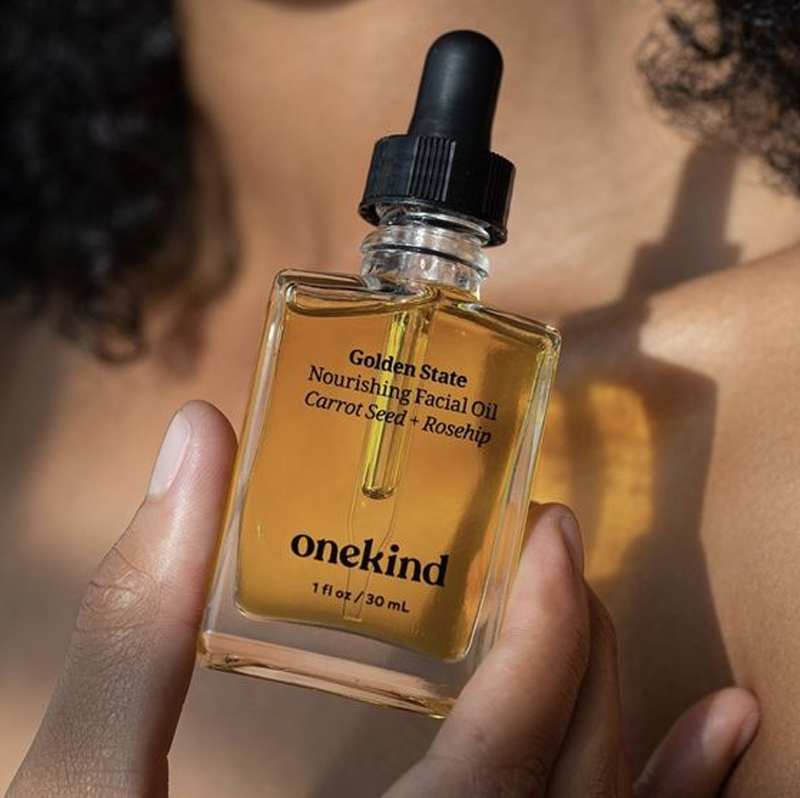 Golden State
Nourishing Facial Oil
Carrot Seed + Rosehip
onekind
1 fl oz / 30 mL